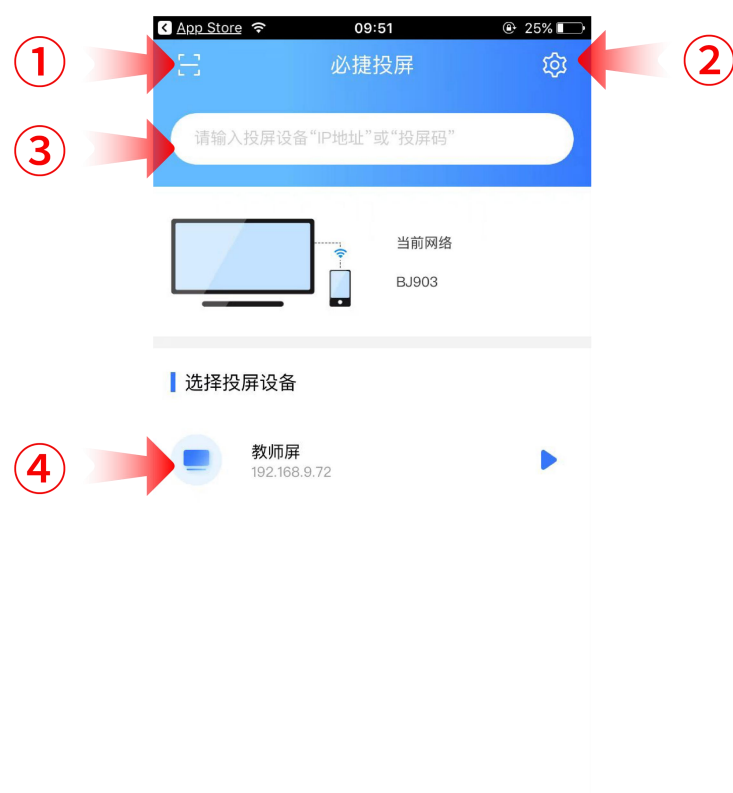 App Store 09:51 25%
① 必捷投屏 ②
③ 请输入投屏设备“IP地址”或“投屏码”
当前网络
BJ903
选择投屏设备
④ 教师屏
192.168.9.72